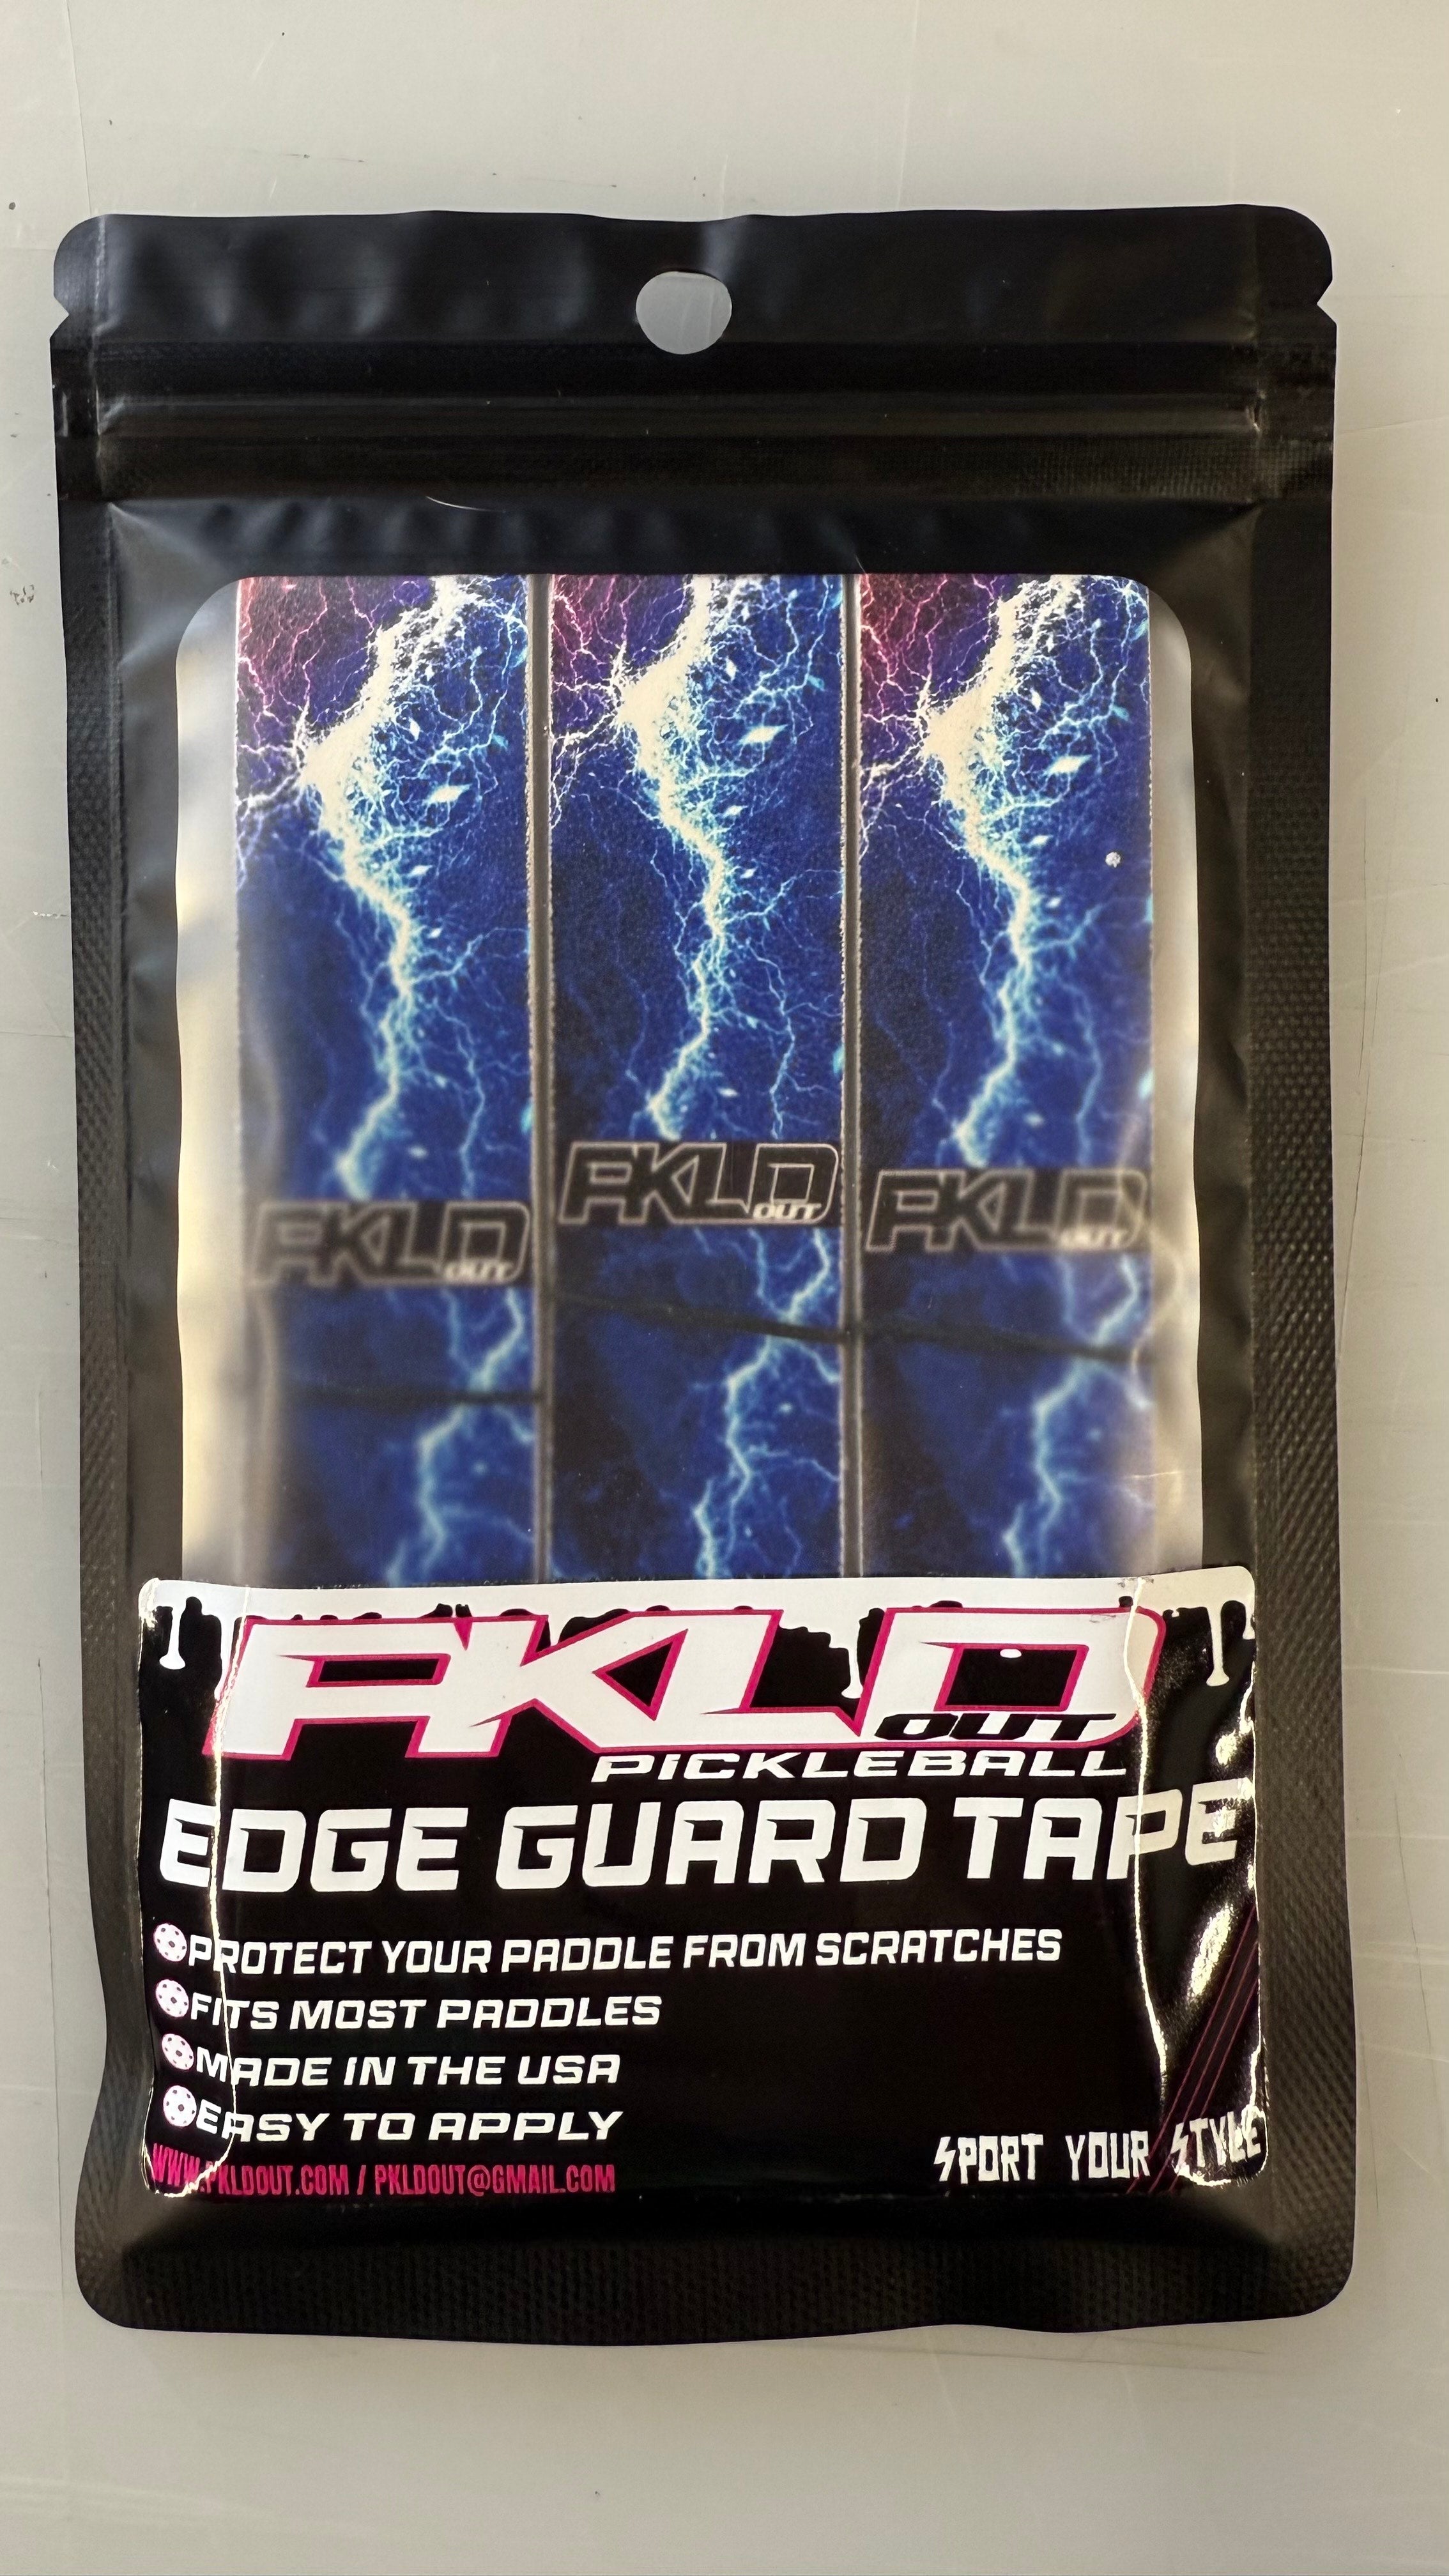 PKLD
OUT
PKLD
OUT
PKLD
OUT
PKLD
OUT
PICKLEBALL
EDGE GUARD TAPE
PROTECT YOUR PADDLE FROM SCRATCHES
FITS MOST PADDLES
MADE IN THE USA
EASY TO APPLY
WWW.PKLDOUT.COM / PKLDOUT@GMAIL.COM
SPORT YOUR STYLE